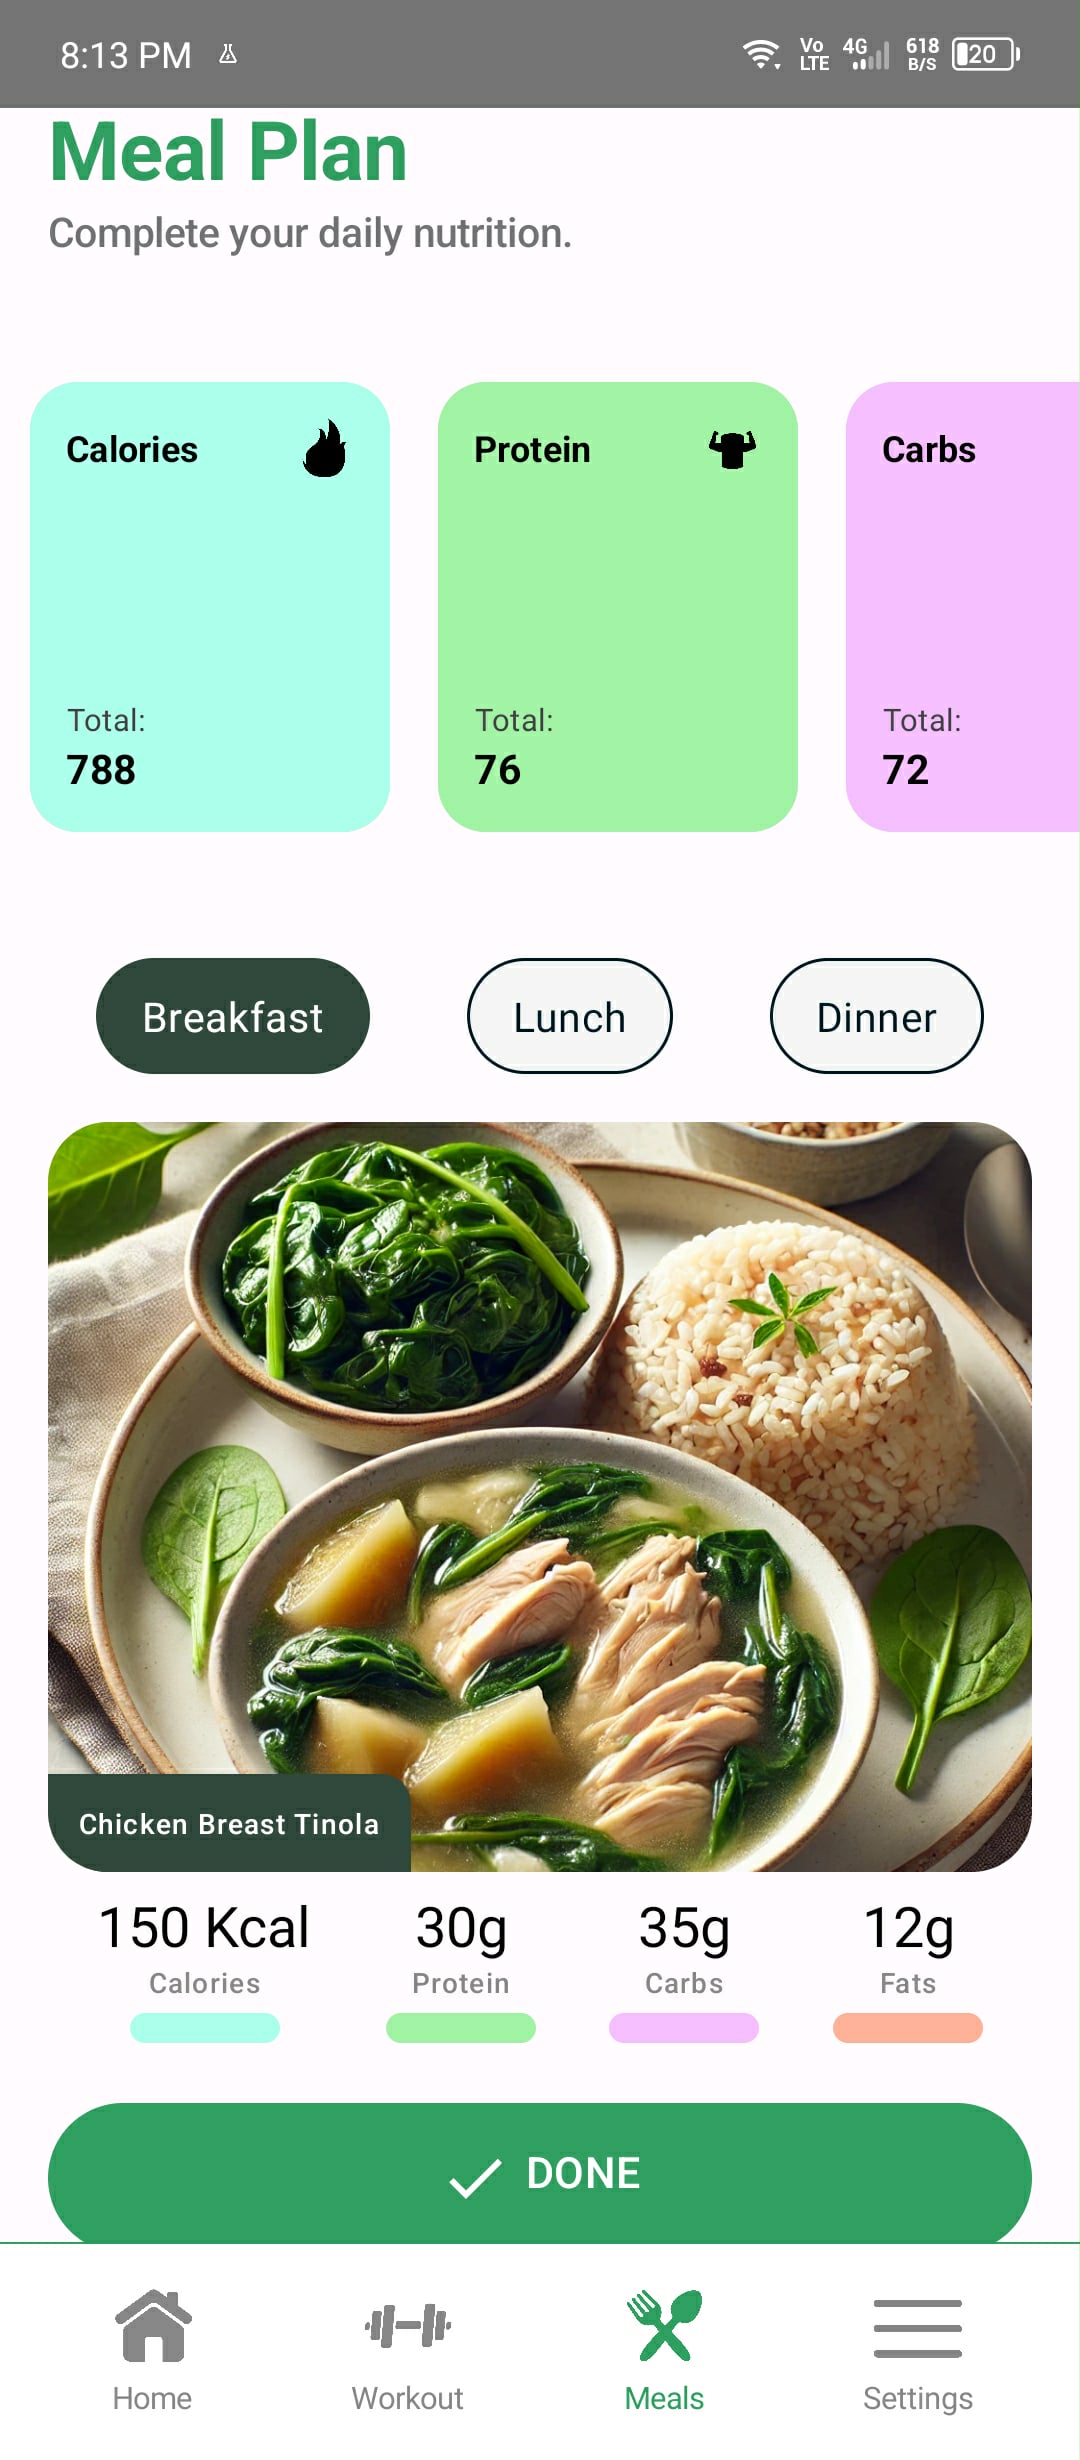 8:13 PM
Vo LTE 4G 618 B/S 20
Meal Plan
Complete your daily nutrition.
Calories Protein Carbs
Total: Total: Total:
788 76 72
Breakfast Lunch Dinner
Chicken Breast Tinola
150 Kcal 30g 35g 12g
Calories Protein Carbs Fats
DONE
Home Workout Meals Settings